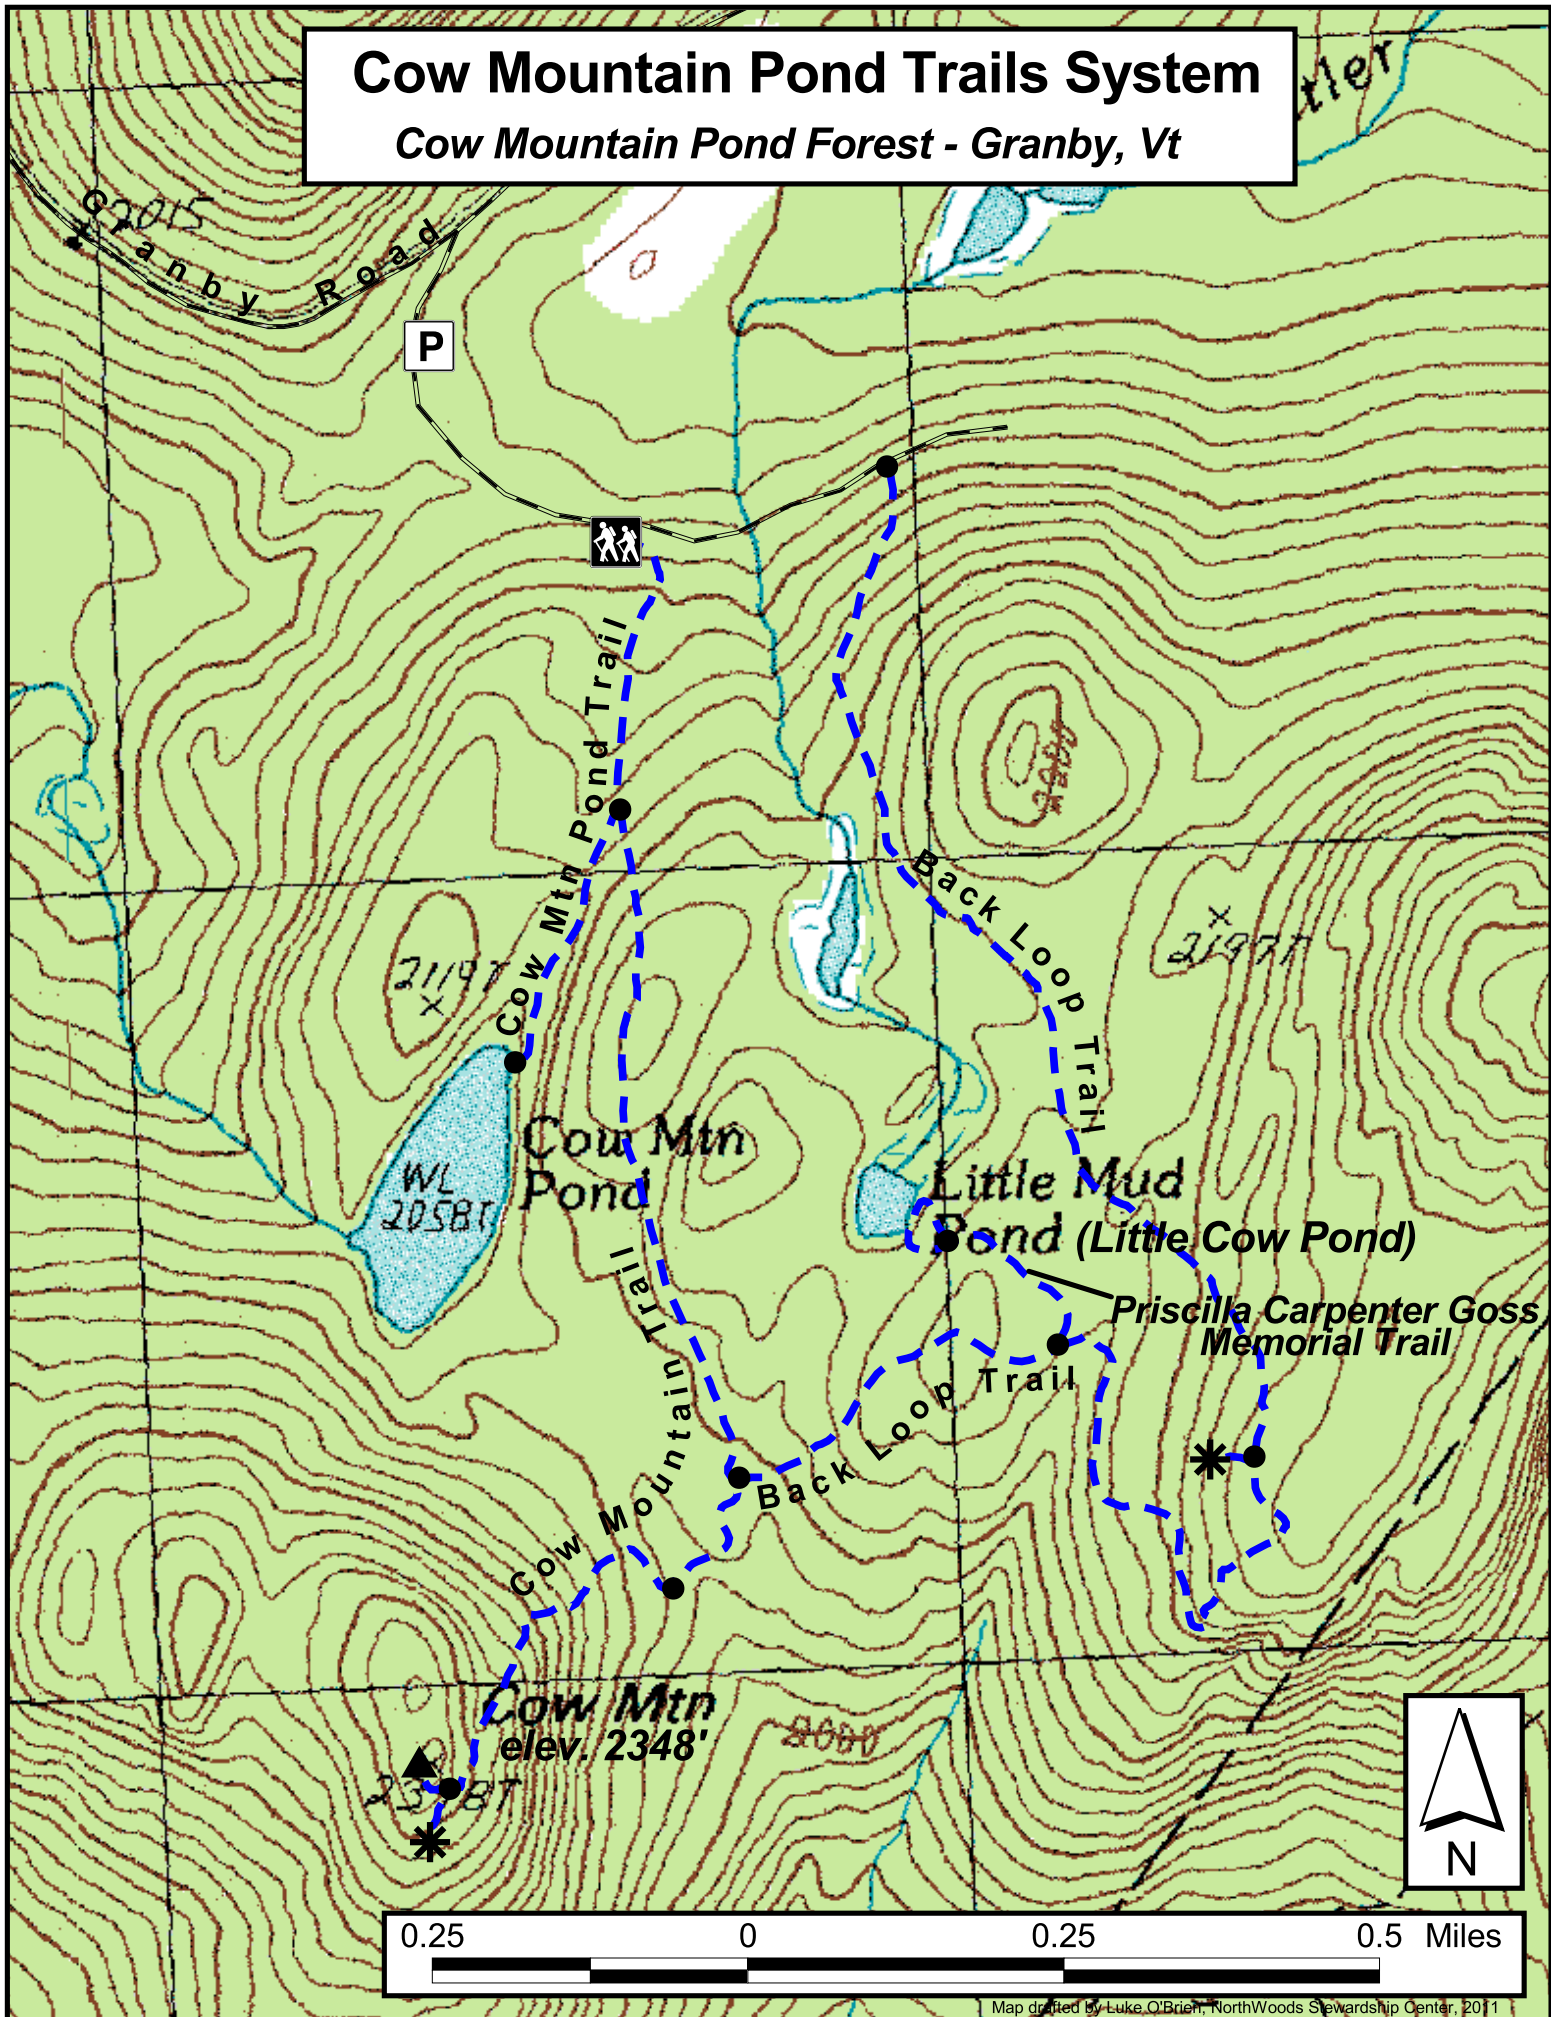 Cow Mountain Pond Trails System
Cow Mountain Pond Forest - Granby, Vt
tler
2015
Granby Road
P
Cow Mtn Pond Trail
Back Loop Trail
2119T
2197T
Cow Mtn
Pond
WL
2058T
Little Mud
Pond (Little Cow Pond)
Priscilla Carpenter Goss
Memorial Trail
Back Loop Trail
Cow Mountain Trail
Cow Mtn
elev. 2348'
2000
N
0.25 0 0.25 0.5 Miles
Map drafted by Luke O'Brien, NorthWoods Stewardship Center, 2011